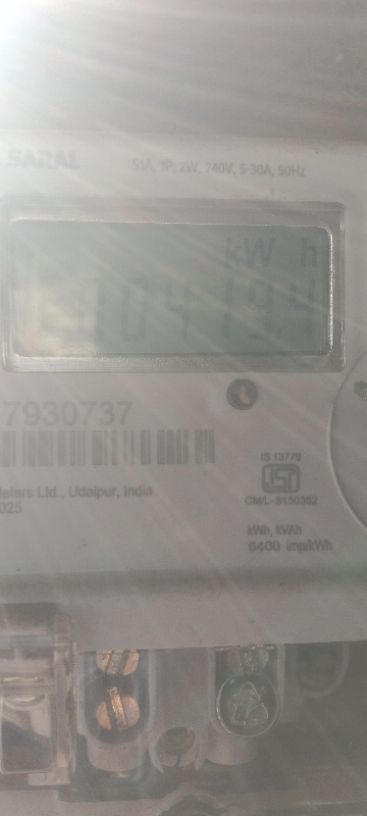 SARAL
S1A, 1P, 2W, 240V, 5-30A, 50Hz
kW h
7930737
Meters Ltd., Udaipur, India
025
IS 13779
CM/L-
kWh, kVAh
6400 imp/kWh